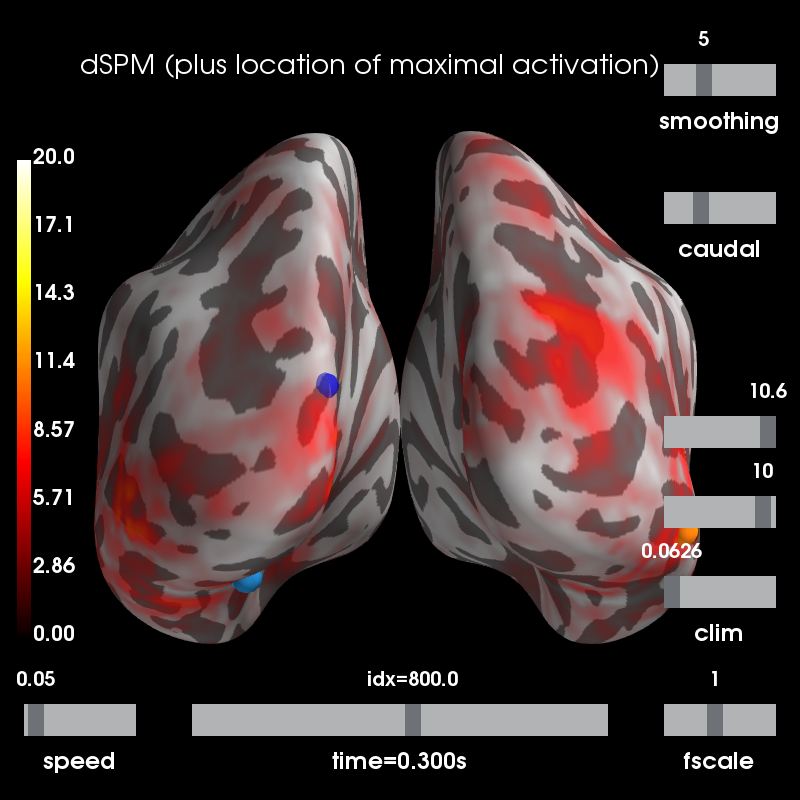 5
dSPM (plus location of maximal activation)
smoothing
20.0
17.1
14.3
11.4
8.57
5.71
2.86
0.00
caudal
10.6
10
0.0626
clim
0.05
idx=800.0
1
speed
time=0.300s
fscale